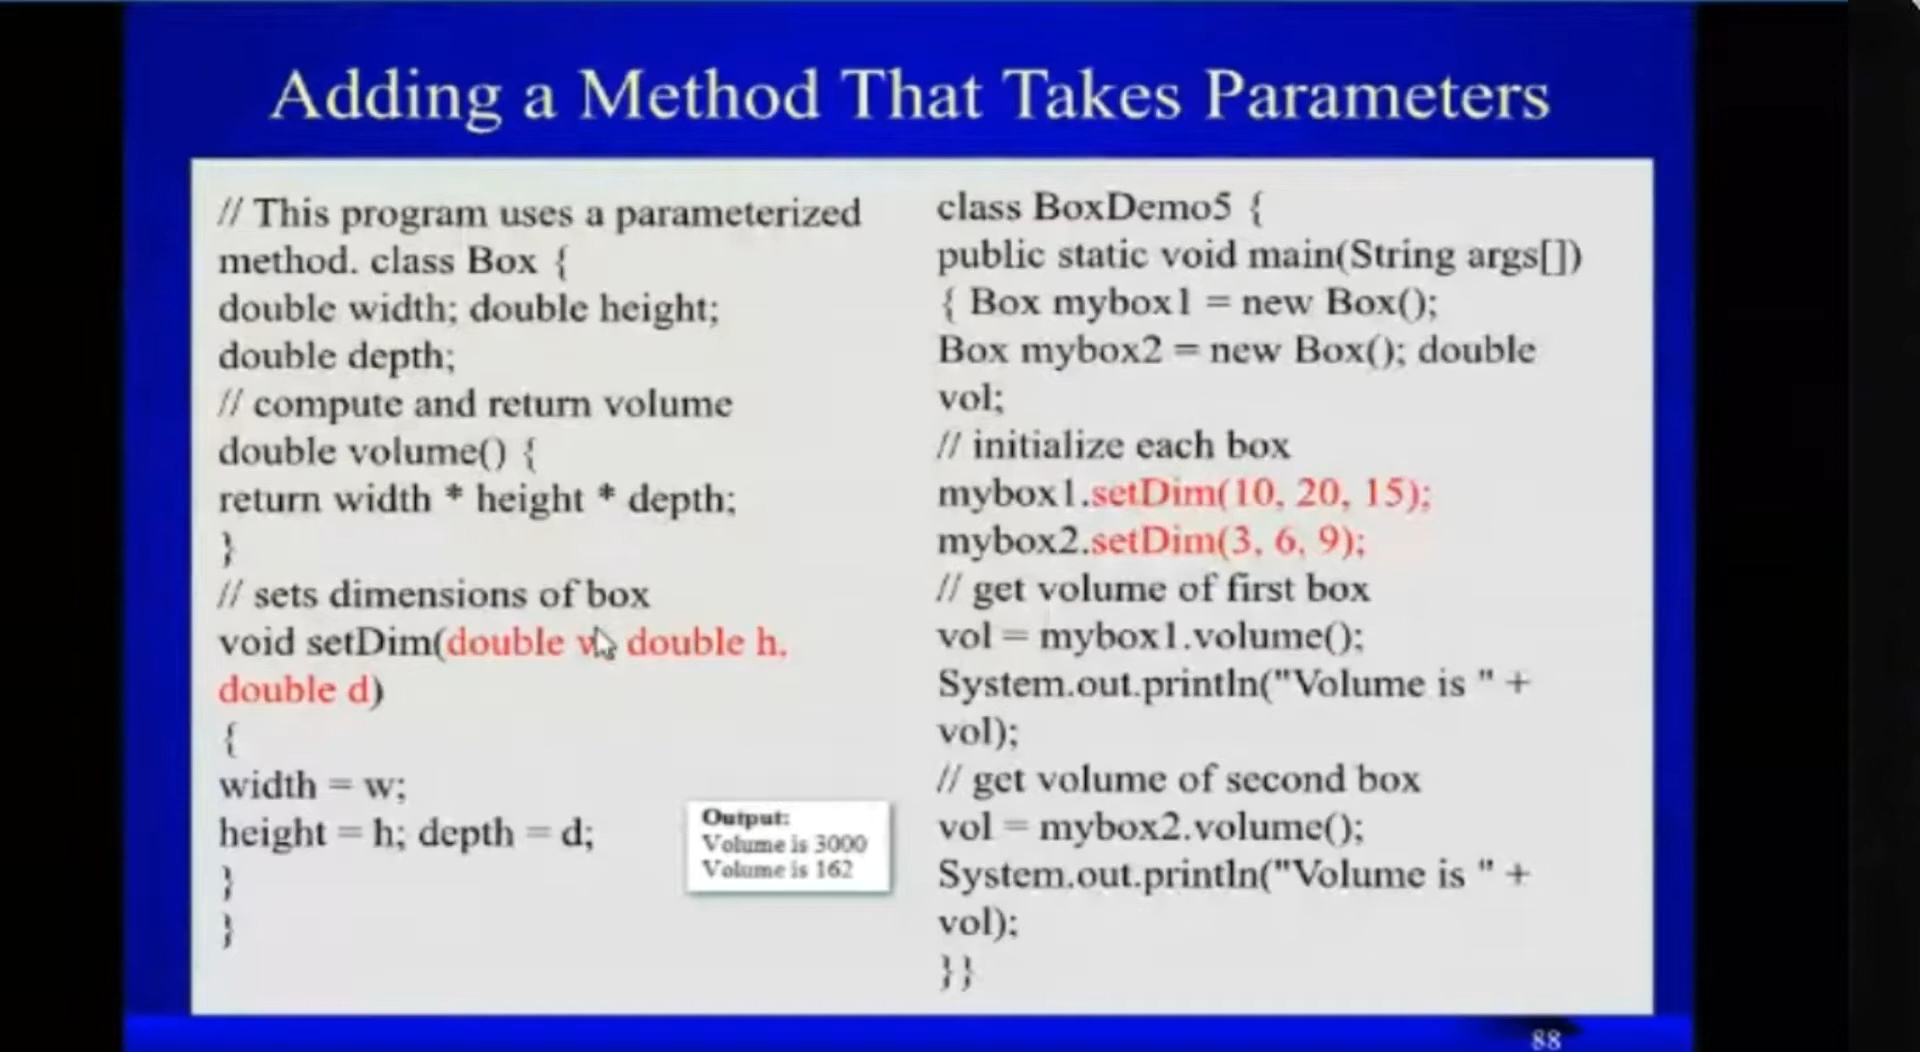 Adding a Method That Takes Parameters
// This program uses a parameterized
method. class Box {
double width; double height;
double depth;
// compute and return volume
double volume() {
return width * height * depth;
}
// sets dimensions of box
void setDim(double w, double h,
double d)
{
width = w;
height = h; depth = d;
}
}
Output:
Volume is 3000
Volume is 162
class BoxDemo5 {
public static void main(String args[])
{ Box mybox1 = new Box();
Box mybox2 = new Box(); double
vol;
// initialize each box
mybox1.setDim(10, 20, 15);
mybox2.setDim(3, 6, 9);
// get volume of first box
vol = mybox1.volume();
System.out.println("Volume is " +
vol);
// get volume of second box
vol = mybox2.volume();
System.out.println("Volume is " +
vol);
}}
88